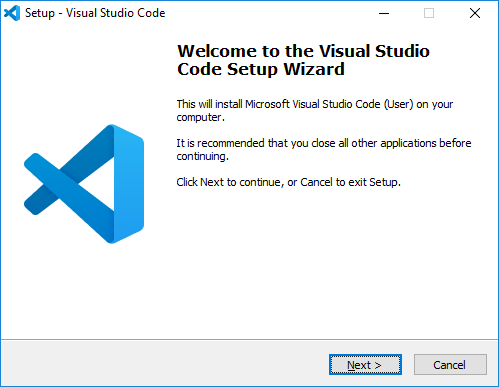 Setup - Visual Studio Code
Welcome to the Visual Studio
Code Setup Wizard
This will install Microsoft Visual Studio Code (User) on your
computer.
It is recommended that you close all other applications before
continuing.
Click Next to continue, or Cancel to exit Setup.
Next >
Cancel